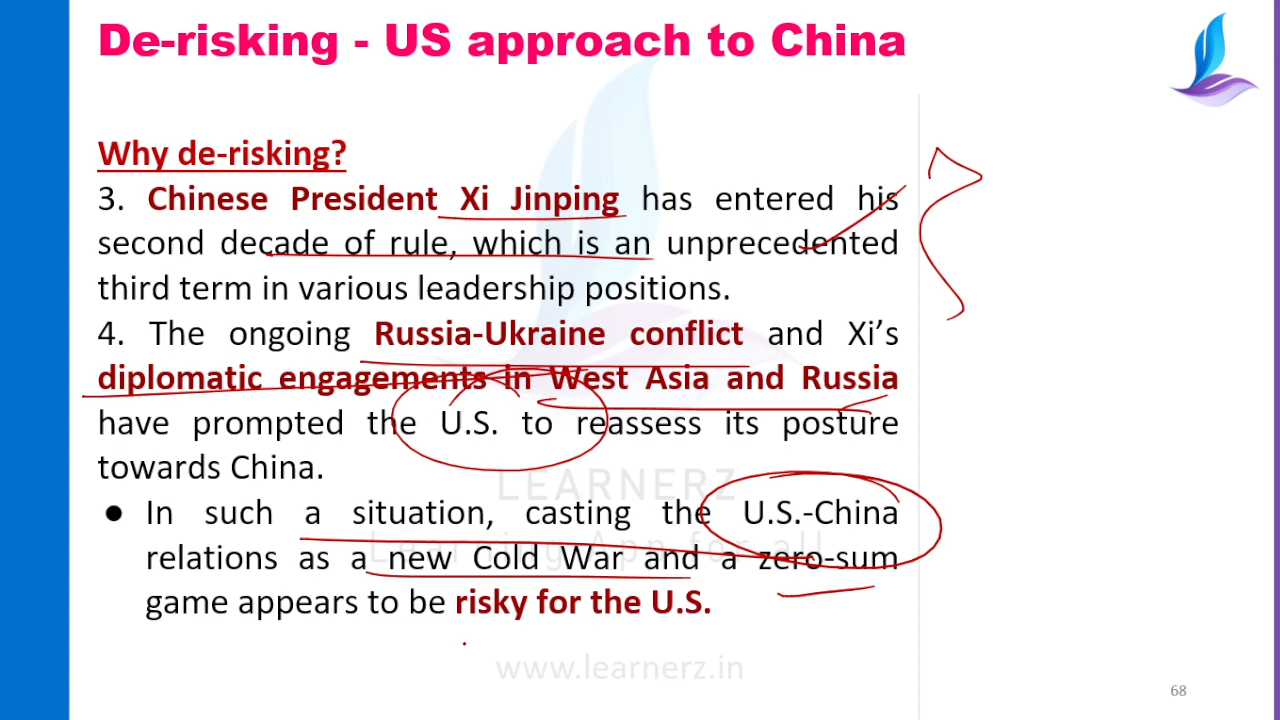 De-risking - US approach to China
Why de-risking?
3. Chinese President Xi Jinping has entered his
second decade of rule, which is an unprecedented
third term in various leadership positions.
4. The ongoing Russia-Ukraine conflict and Xi’s
diplomatic engagements in West Asia and Russia
have prompted the U.S. to reassess its posture
towards China.
LEARNERZ
● In such a situation, casting the U.S.-China
Learning App for all
relations as a new Cold War and a zero-sum
game appears to be risky for the U.S.
www.learnerz.in
68